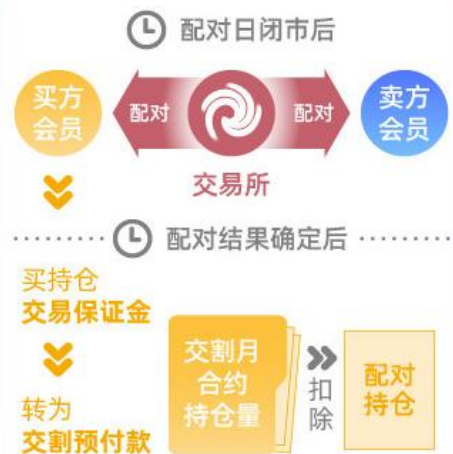 配对日闭市后
买方
会员
配对
配对
卖方
会员
交易所
配对结果确定后
买持仓
交易保证金
转为
交割预付款
交割月
合约
持仓量
扣
除
配对
持仓